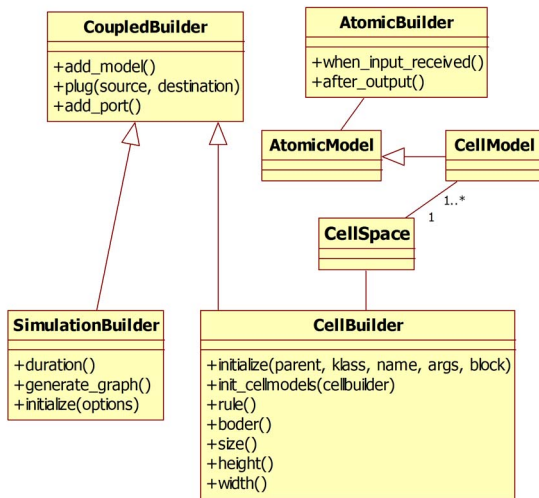 CoupledBuilder
+add_model()
+plug(source, destination)
+add_port()
AtomicBuilder
+when_input_received()
+after_output()
AtomicModel
CellModel
1..*
1
CellSpace
SimulationBuilder
+duration()
+generate_graph()
+initialize(options)
CellBuilder
+initialize(parent, klass, name, args, block)
+init_cellmodels(cellbuilder)
+rule()
+boder()
+size()
+height()
+width()